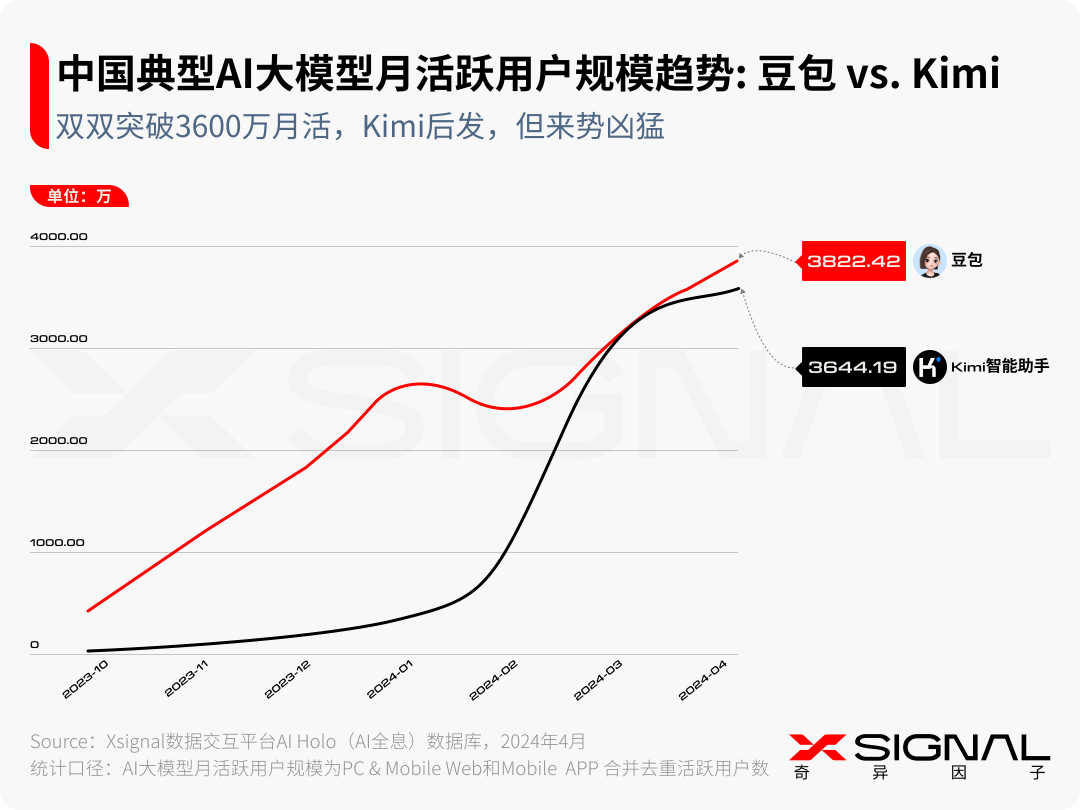 中国典型AI大模型月活跃用户规模趋势: 豆包 vs. Kimi
双双突破3600万月活，Kimi后发，但来势凶猛
单位：万
4000.00
3822.42
豆包
3000.00
3644.19
Kimi智能助手
XSIGNAL
2000.00
1000.00
0
2023-10
2023-11
2023-12
2024-01
2024-02
2024-03
2024-04
Source：Xsignal数据交互平台AI Holo（AI全息）数据库，2024年4月
统计口径：AI大模型月活跃用户规模为PC & Mobile Web和Mobile APP 合并去重活跃用户数
XSIGNAL
奇异因子